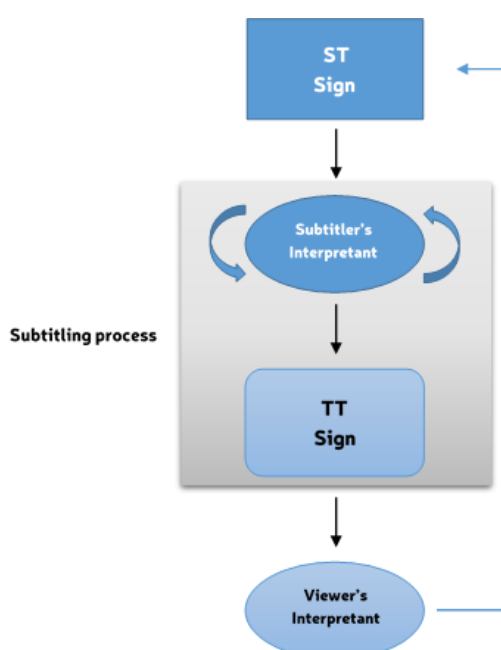 ST
Sign
Subtitler's
Interpretant
Subtitling process
TT
Sign
Viewer's
Interpretant